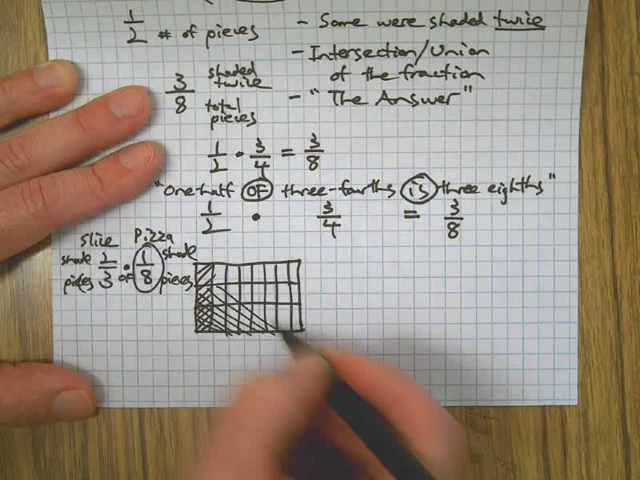 1/2 # of pieces
- Some were shaded twice
- Intersection/Union of the fraction
3/8 shaded twice total pieces
- "The Answer"
1/2 · 3/4 = 3/8
"One-half OF three-fourths is three eighths"
1/2 · 3/4 = 3/8
slice Pizza
shade 2/3 pieces · of 1/8 shade pieces